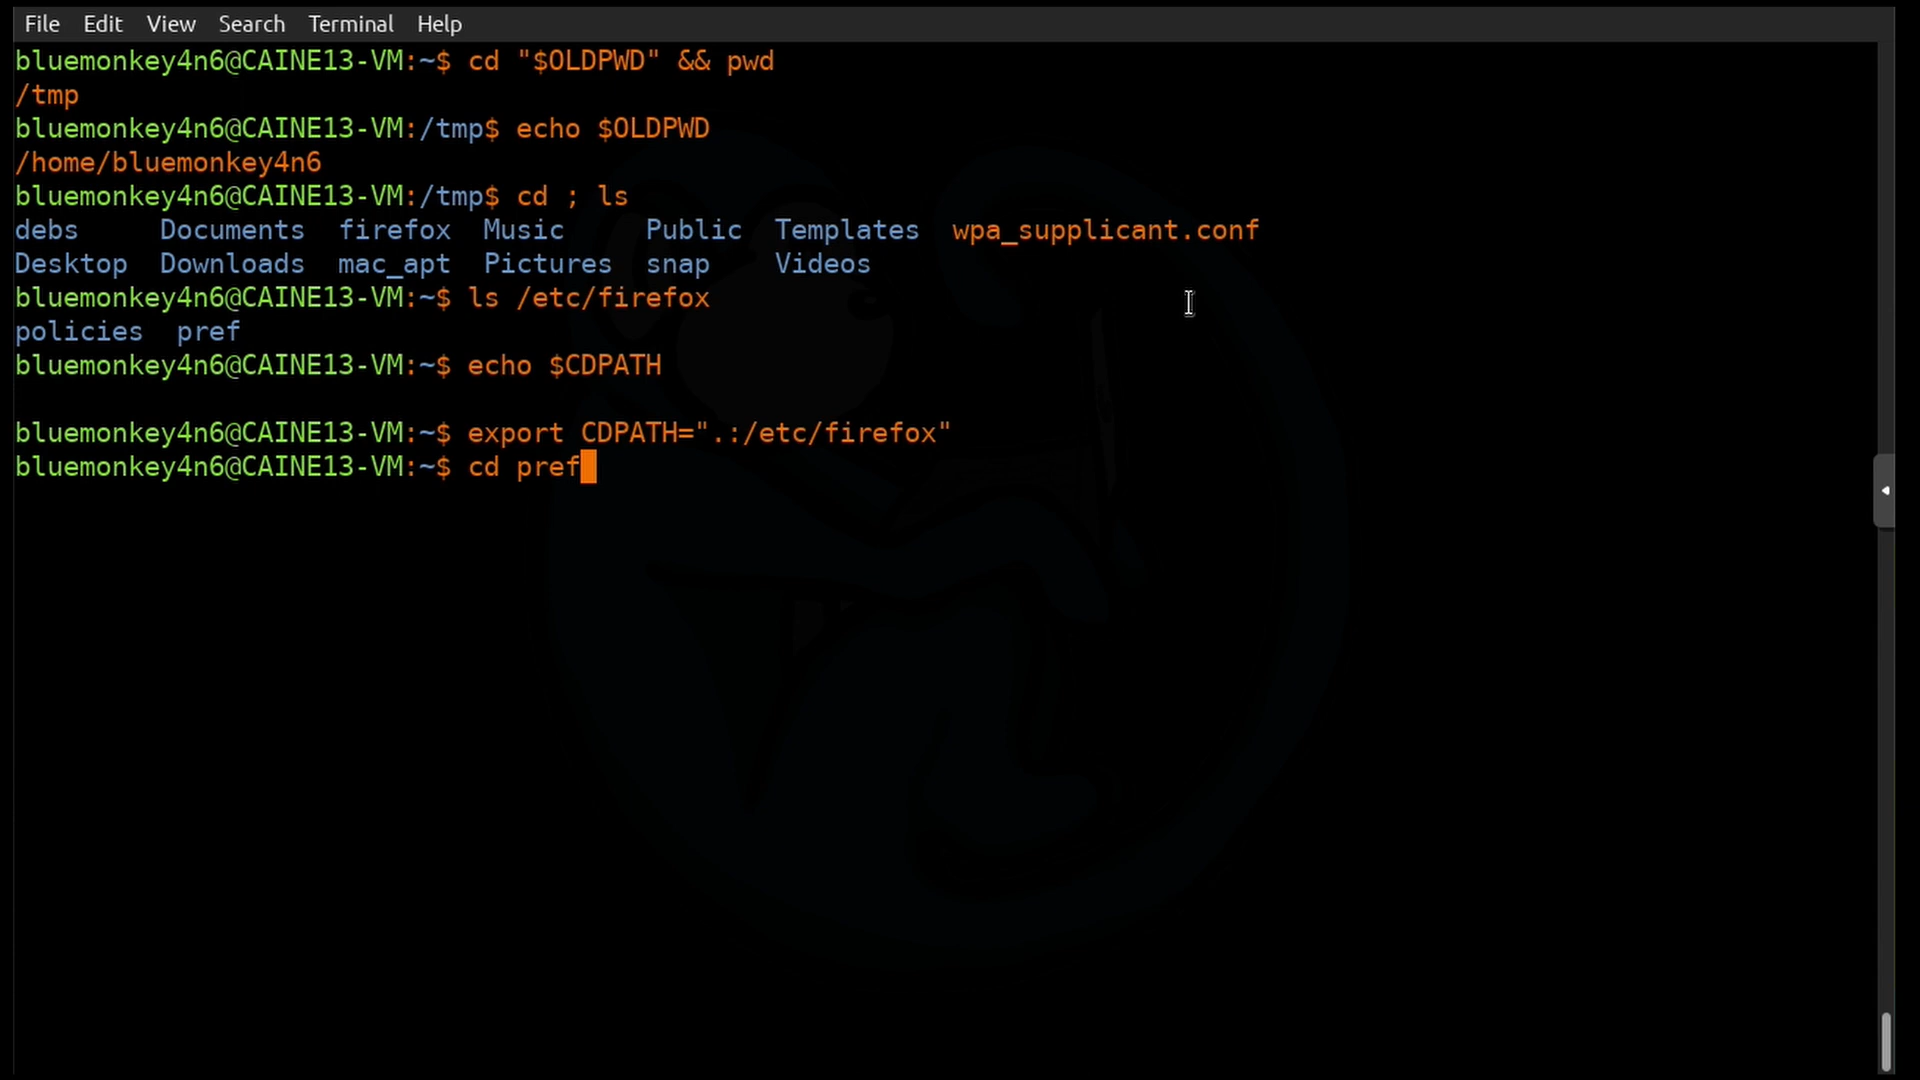 File Edit View Search Terminal Help
bluemonkey4n6@CAINE13-VM:~$ cd "$OLDPWD" && pwd
/tmp
bluemonkey4n6@CAINE13-VM:/tmp$ echo $OLDPWD
/home/bluemonkey4n6
bluemonkey4n6@CAINE13-VM:/tmp$ cd ; ls
debs Documents firefox Music Public Templates wpa_supplicant.conf
Desktop Downloads mac_apt Pictures snap Videos
bluemonkey4n6@CAINE13-VM:~$ ls /etc/firefox
policies pref
bluemonkey4n6@CAINE13-VM:~$ echo $CDPATH
bluemonkey4n6@CAINE13-VM:~$ export CDPATH=".:/etc/firefox"
bluemonkey4n6@CAINE13-VM:~$ cd pref